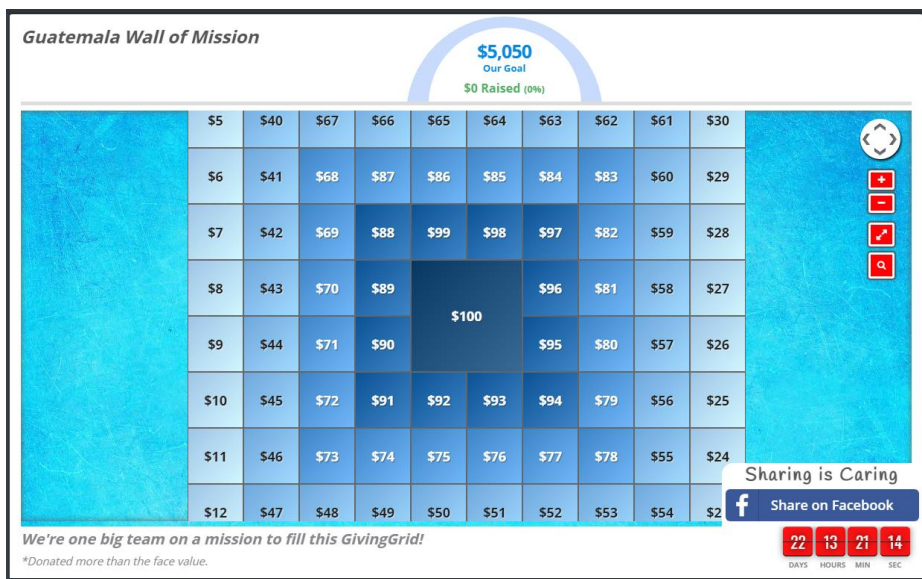 Guatemala Wall of Mission
$5,050
Our Goal
$0 Raised (0%)
$5 $40 $67 $66 $65 $64 $63 $62 $61 $30
$6 $41 $68 $87 $86 $85 $84 $83 $60 $29
$7 $42 $69 $88 $99 $98 $97 $82 $59 $28
$8 $43 $70 $89 $96 $81 $58 $27
$100
$9 $44 $71 $90 $95 $80 $57 $26
$10 $45 $72 $91 $92 $93 $94 $79 $56 $25
$11 $46 $73 $74 $75 $76 $77 $78 $55 $24
$12 $47 $48 $49 $50 $51 $52 $53 $54
Sharing is Caring
f Share on Facebook
We're one big team on a mission to fill this GivingGrid!
*Donated more than the face value.
22 13 21 14
DAYS HOURS MIN SEC